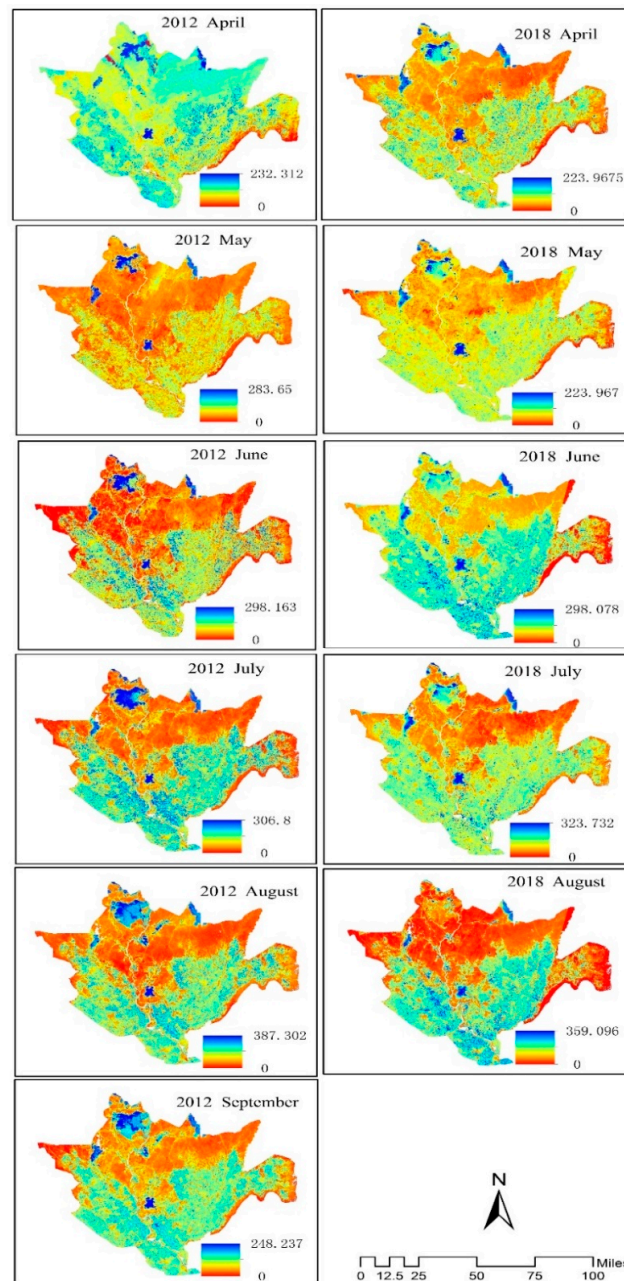 2012 April
232.312
0
2018 April
223.9675
0
2012 May
283.65
0
2018 May
223.967
0
2012 June
298.163
0
2018 June
298.078
0
2012 July
306.8
0
2018 July
323.732
0
2012 August
387.302
0
2018 August
359.096
0
2012 September
248.237
0
N
Miles
0 12.5 25 50 75 100